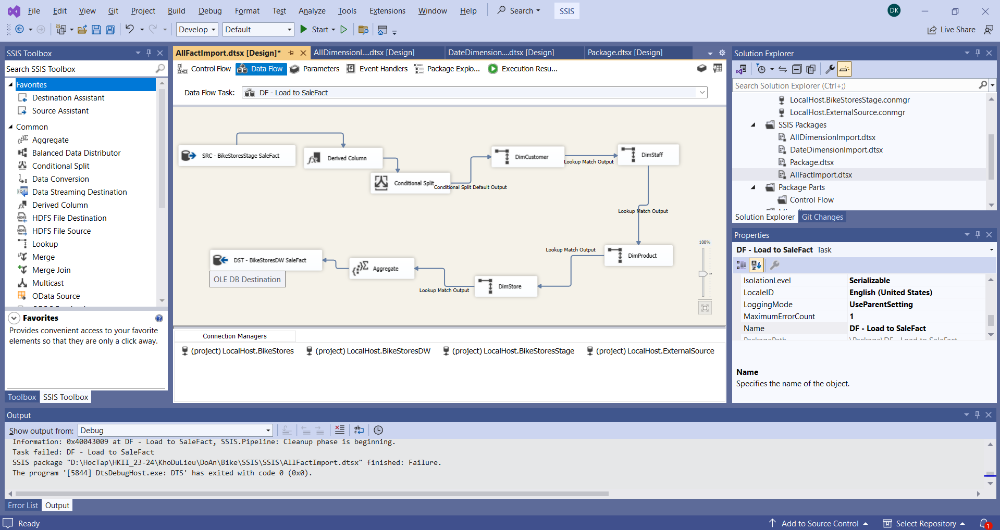 File Edit View Git Project Build Debug Format Test Analyze Tools Extensions Window Help Search SSIS DK
Develop Default Start Live Share
SSIS Toolbox
Search SSIS Toolbox
Favorites
Destination Assistant
Source Assistant
Common
Aggregate
Balanced Data Distributor
Conditional Split
Data Conversion
Data Streaming Destination
Derived Column
HDFS File Destination
HDFS File Source
Lookup
Merge
Merge Join
Multicast
OData Source
Favorites
Provides convenient access to your favorite
elements so that they are only a click away.
Toolbox SSIS Toolbox
AllFactImport.dtsx [Design]* AllDimensionI....dtsx [Design] DateDimension....dtsx [Design] Package.dtsx [Design]
Control Flow Data Flow Parameters Event Handlers Package Explo... Execution Resu...
Data Flow Task: DF - Load to SaleFact
SRC - BikeStoresStage SaleFact
Derived Column
Conditional Split
Conditional Split Default Output
DimCustomer
Lookup Match Output
DimStaff
Lookup Match Output
DimProduct
Lookup Match Output
DimStore
Lookup Match Output
Aggregate
DST - BikeStoresDW SaleFact
OLE DB Destination
100%
Connection Managers
(project) LocalHost.BikeStores (project) LocalHost.BikeStoresDW (project) LocalHost.BikeStoresStage (project) LocalHost.ExternalSource
Solution Explorer
Search Solution Explorer (Ctrl+;)
LocalHost.BikeStoresStage.conmgr
LocalHost.ExternalSource.conmgr
SSIS Packages
AllDimensionImport.dtsx
DateDimensionImport.dtsx
Package.dtsx
AllFactImport.dtsx
Package Parts
Control Flow
Solution Explorer Git Changes
Properties
DF - Load to SaleFact Task
IsolationLevel Serializable
LocaleID English (United States)
LoggingMode UseParentSetting
MaximumErrorCount 1
Name DF - Load to SaleFact
PackagePath \Package\DF - Load to SaleFact
Name
Specifies the name of the object.
Output
Show output from: Debug
Information: 0x40043009 at DF - Load to SaleFact, SSIS.Pipeline: Cleanup phase is beginning.
Task failed: DF - Load to SaleFact
SSIS package "D:\HocTap\HKII_23-24\KhoDuLieu\DoAn\Bike\SSIS\SSIS\AllFactImport.dtsx" finished: Failure.
The program '[5844] DtsDebugHost.exe: DTS' has exited with code 0 (0x0).
Error List Output
Ready Add to Source Control Select Repository 1